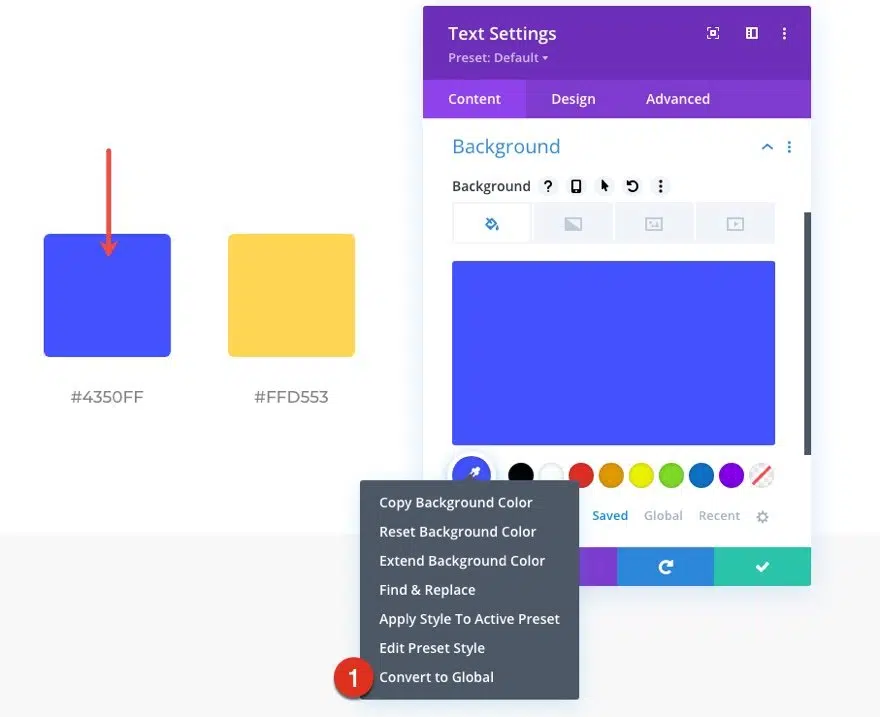 Text Settings
Preset: Default
Content Design Advanced
Background
Background ?
#4350FF #FFD553
Copy Background Color
Reset Background Color
Extend Background Color
Find & Replace
Apply Style To Active Preset
Edit Preset Style
1 Convert to Global
Saved Global Recent